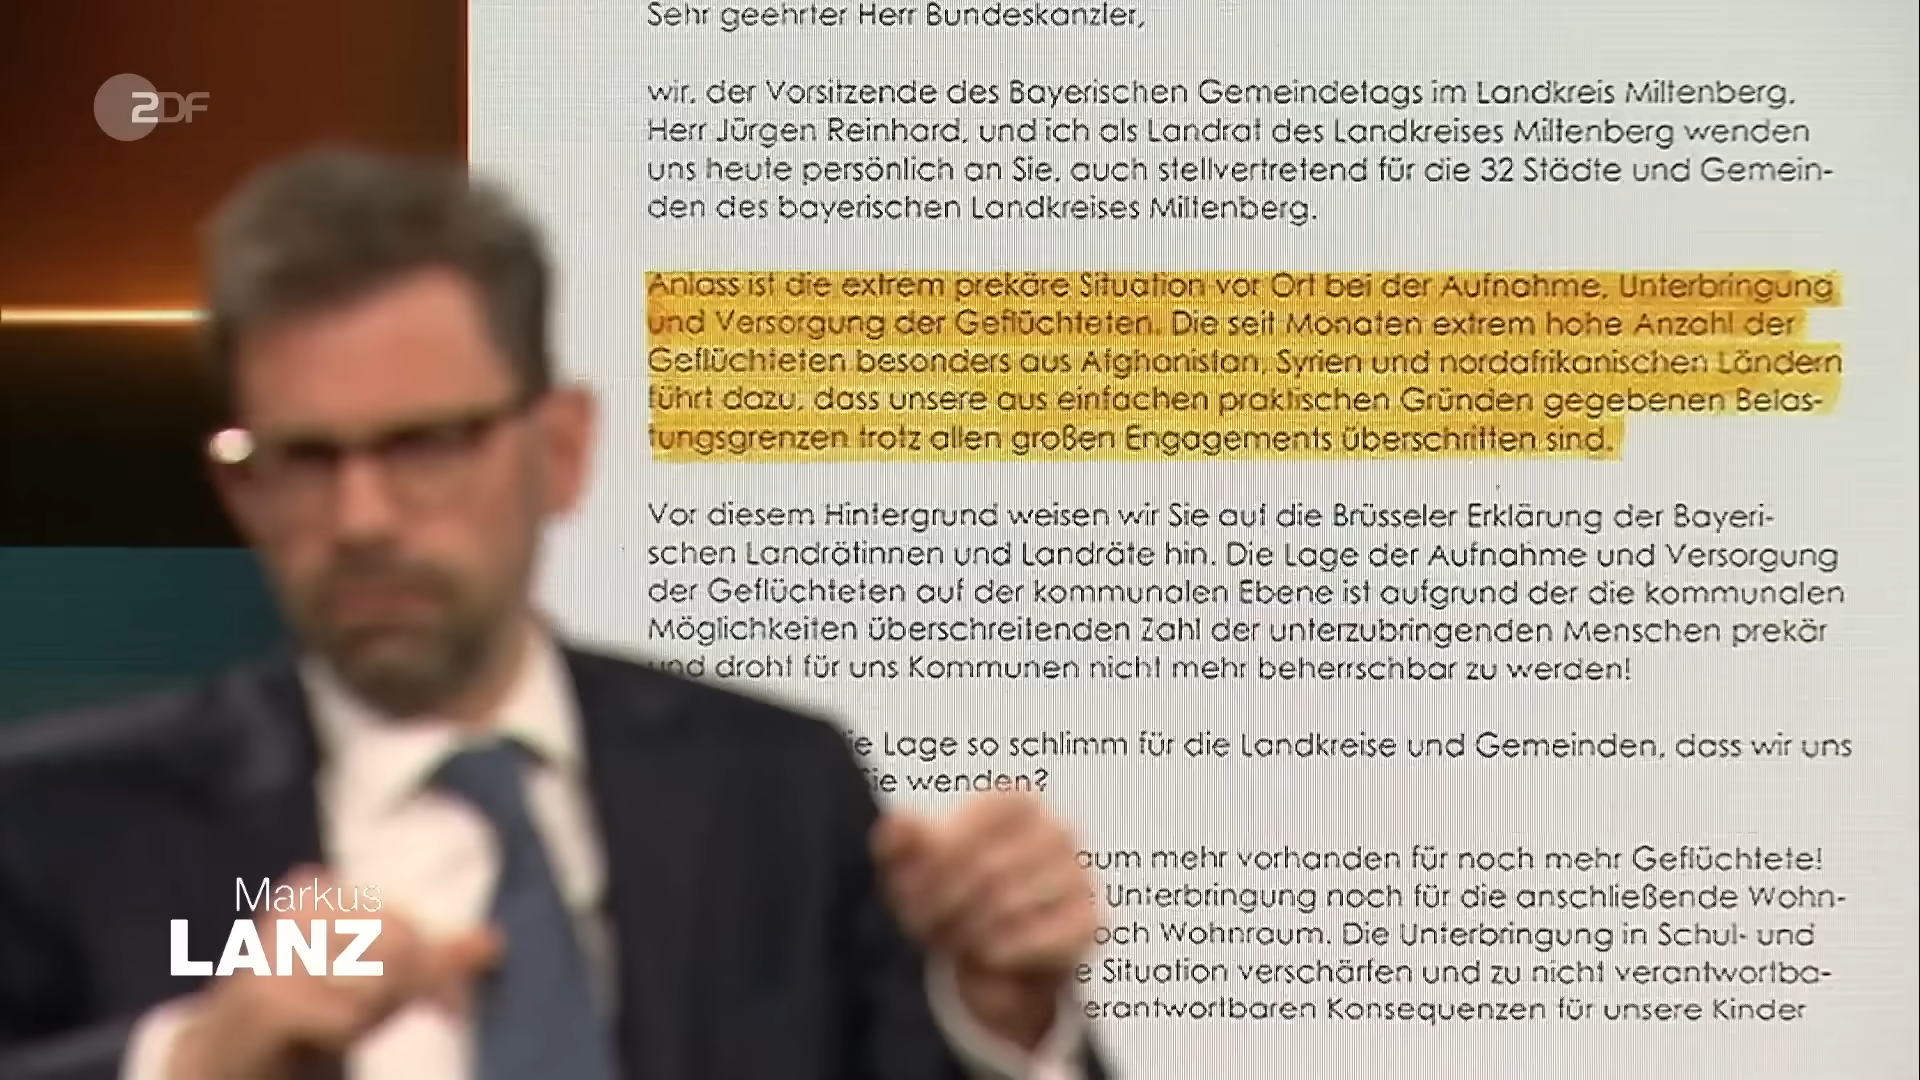 ZDF
Sehr geehrter Herr Bundeskanzler,
wir, der Vorsitzende des Bayerischen Gemeindetags im Landkreis Miltenberg,
Herr Jürgen Reinhard, und ich als Landrat des Landkreises Miltenberg wenden
uns heute persönlich an Sie, auch stellvertretend für die 32 Städte und Gemein-
den des bayerischen Landkreises Miltenberg.
Anlass ist die extrem prekäre Situation vor Ort bei der Aufnahme, Unterbringung
und Versorgung der Geflüchteten. Die seit Monaten extrem hohe Anzahl der
Geflüchteten besonders aus Afghanistan, Syrien und nordafrikanischen Ländern
führt dazu, dass unsere aus einfachen praktischen Gründen gegebenen Belas-
tungsgrenzen trotz allen großen Engagements überschritten sind.
Vor diesem Hintergrund weisen wir Sie auf die Brüsseler Erklärung der Bayeri-
schen Landrätinnen und Landräte hin. Die Lage der Aufnahme und Versorgung
der Geflüchteten auf der kommunalen Ebene ist aufgrund der die kommunalen
Möglichkeiten überschreitenden Zahl der unterzubringenden Menschen prekär
und droht für uns Kommunen nicht mehr beherrschbar zu werden!
Lage so schlimm für die Landkreise und Gemeinden, dass wir uns
Sie wenden?
mehr vorhanden für noch mehr Geflüchtete!
Unterbringung noch für die anschließende Wohn-
Wohnraum. Die Unterbringung in Schul- und
Situation verschärfen und zu nicht verantwortba-
Konsequenzen für unsere Kinder
Markus
LANZ